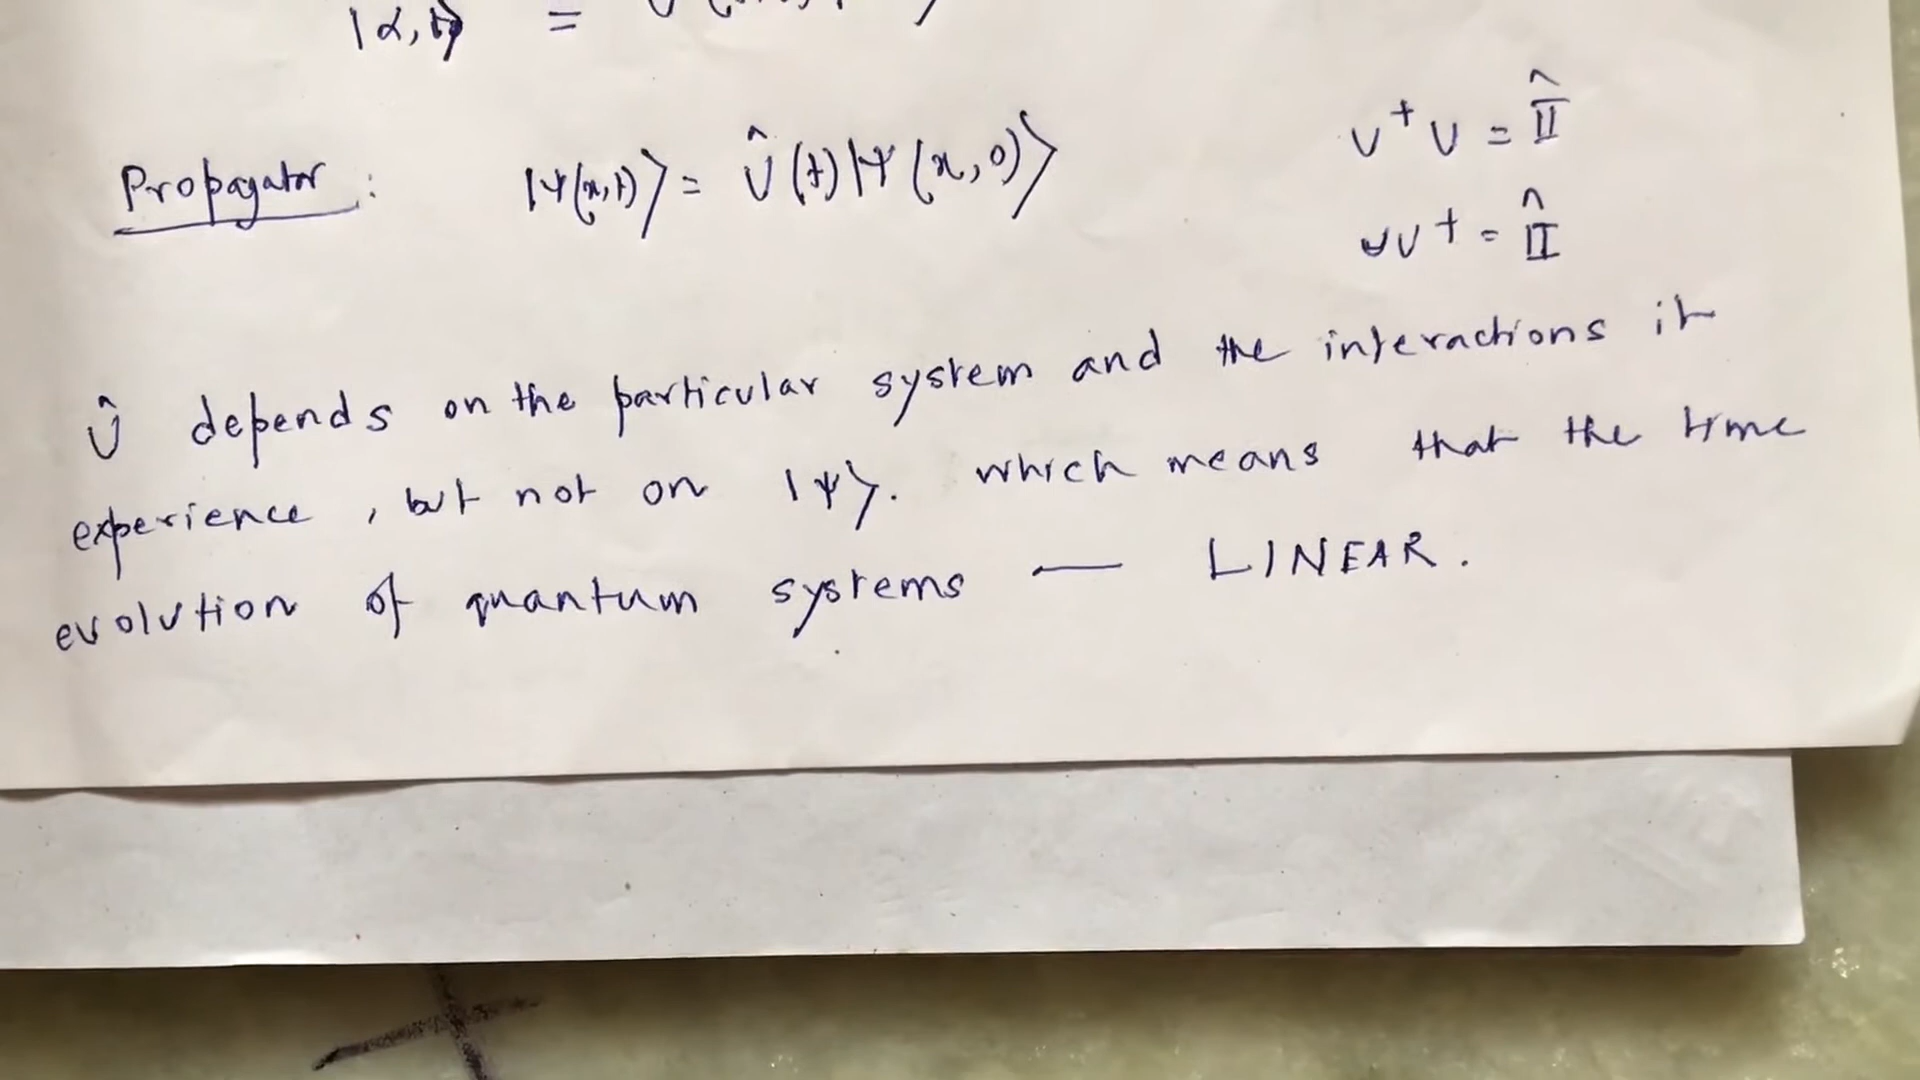 |α,t⟩ =
Propagator : |Ψ(x,t)⟩ = Û(t)|Ψ(x,0)⟩
U†U = 𝕀̂
UU† = 𝕀̂
Û depends on the particular system and the interactions it
experience, but not on |Ψ⟩. which means that the time
evolution of quantum systems — LINEAR.